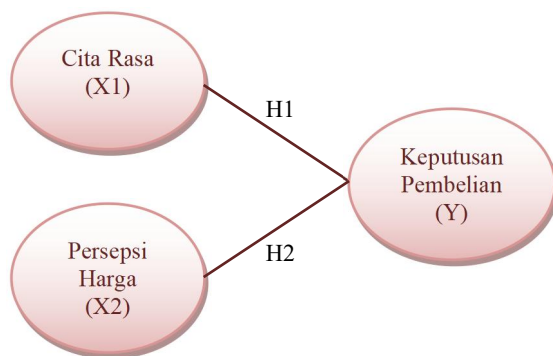 Cita Rasa
(X1)
H1
Keputusan
Pembelian
(Y)
Persepsi
Harga
(X2)
H2